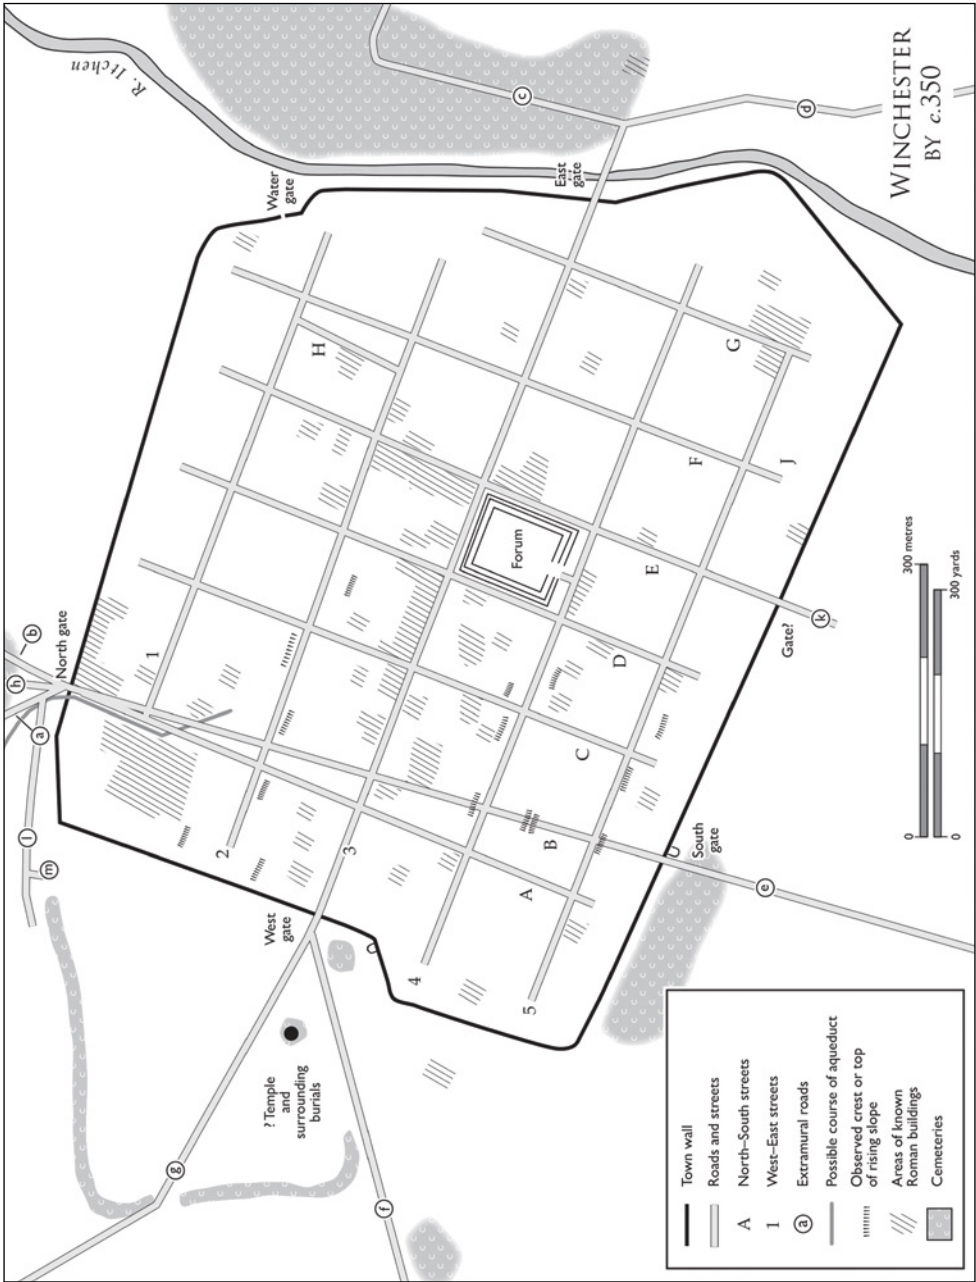 WINCHESTER
BY c.350
R. Itchen
Water
gate
East
gate
North gate
West
gate
South
gate
Gate?
Forum
? Temple
and
surrounding
burials
A
B
C
D
E
F
G
H
J
1
2
3
4
5
a
b
c
d
e
f
g
h
k
l
m
0
300 metres
0
300 yards
Town wall
Roads and streets
A
North–South streets
1
West–East streets
a
Extramural roads
Possible course of aqueduct
Observed crest or top
of rising slope
Areas of known
Roman buildings
Cemeteries